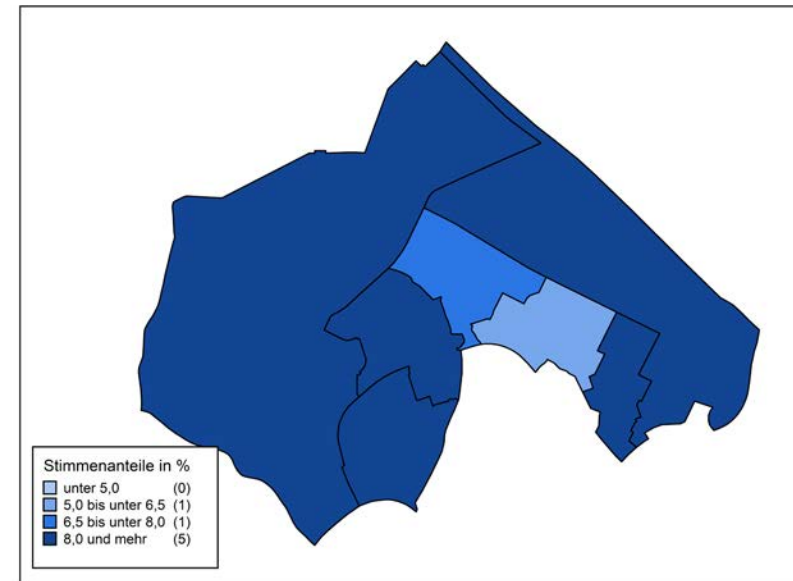 Stimmenanteile in %
unter 5,0 (0)
5,0 bis unter 6,5 (1)
6,5 bis unter 8,0 (1)
8,0 und mehr (5)